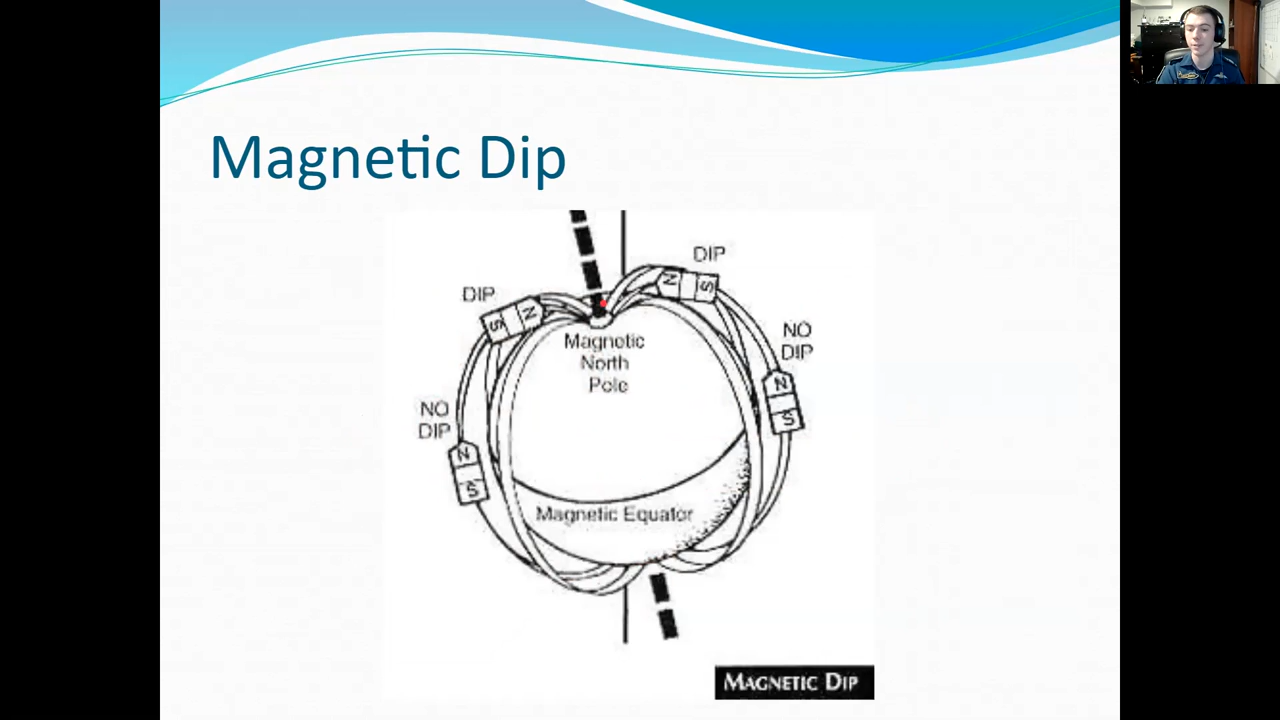 Magnetic Dip
DIP
N S
DIP
S N
NO
DIP
Magnetic
North
Pole
N
S
NO
DIP
N
S
Magnetic Equator
MAGNETIC DIP